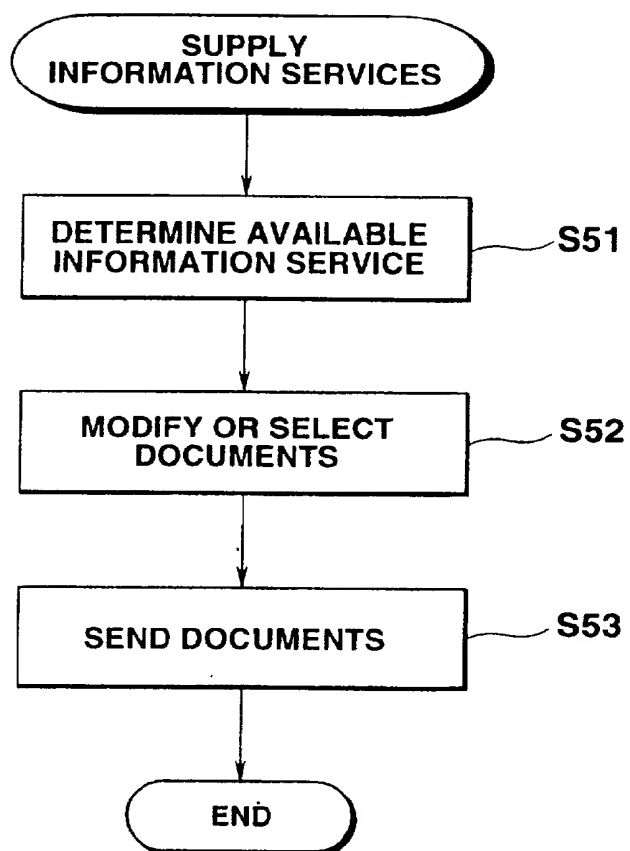 SUPPLY
INFORMATION SERVICES
DETERMINE AVAILABLE
INFORMATION SERVICE
S51
MODIFY OR SELECT
DOCUMENTS
S52
SEND DOCUMENTS
S53
END